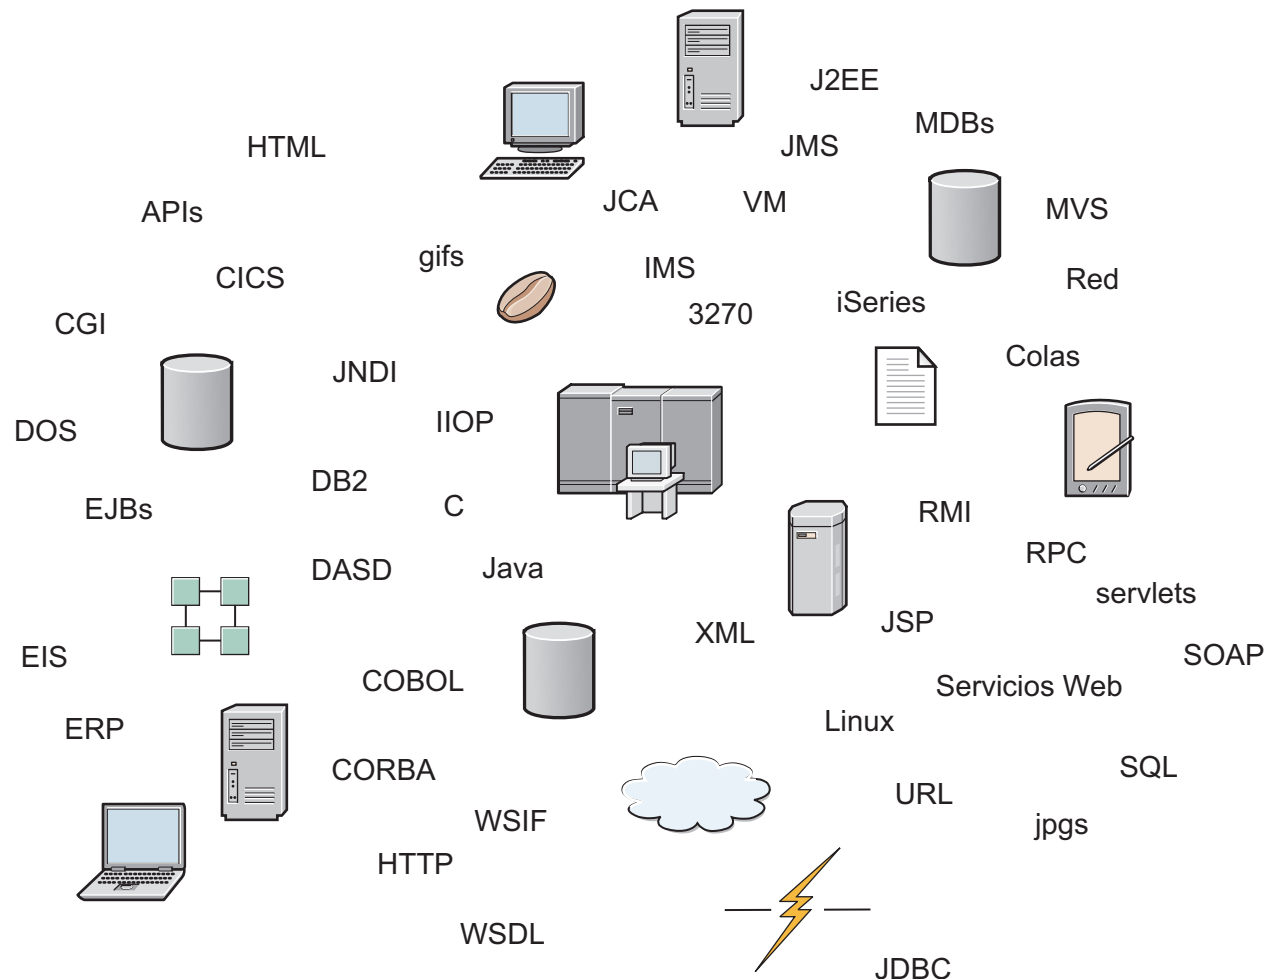 J2EE
MDBs
HTML
JMS
JCA
VM
MVS
APIs
gifs
IMS
CICS
Red
iSeries
3270
CGI
Colas
JNDI
IIOP
DOS
DB2
C
EJBs
RMI
RPC
DASD
Java
servlets
JSP
XML
SOAP
EIS
COBOL
Servicios Web
Linux
ERP
CORBA
SQL
URL
WSIF
jpgs
HTTP
WSDL
JDBC